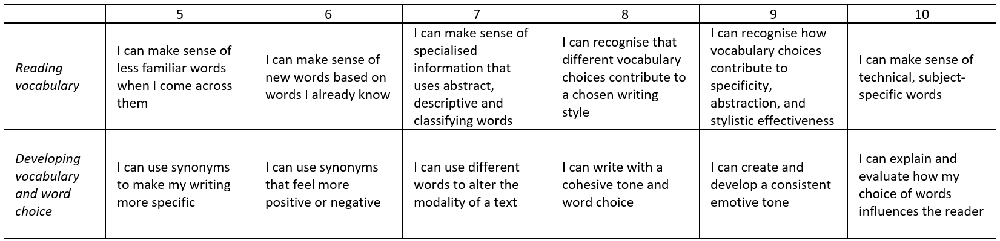 5 6 7 8 9 10
Reading
vocabulary
I can make sense of
less familiar words
when I come across
them
I can make sense of
new words based on
words I already know
I can make sense of
specialised
information that
uses abstract,
descriptive and
classifying words
I can recognise that
different vocabulary
choices contribute to
a chosen writing
style
I can recognise how
vocabulary choices
contribute to
specificity,
abstraction, and
stylistic effectiveness
I can make sense of
technical, subject-
specific words
Developing
vocabulary
and word
choice
I can use synonyms
to make my writing
more specific
I can use synonyms
that feel more
positive or negative
I can use different
words to alter the
modality of a text
I can write with a
cohesive tone and
word choice
I can create and
develop a consistent
emotive tone
I can explain and
evaluate how my
choice of words
influences the reader